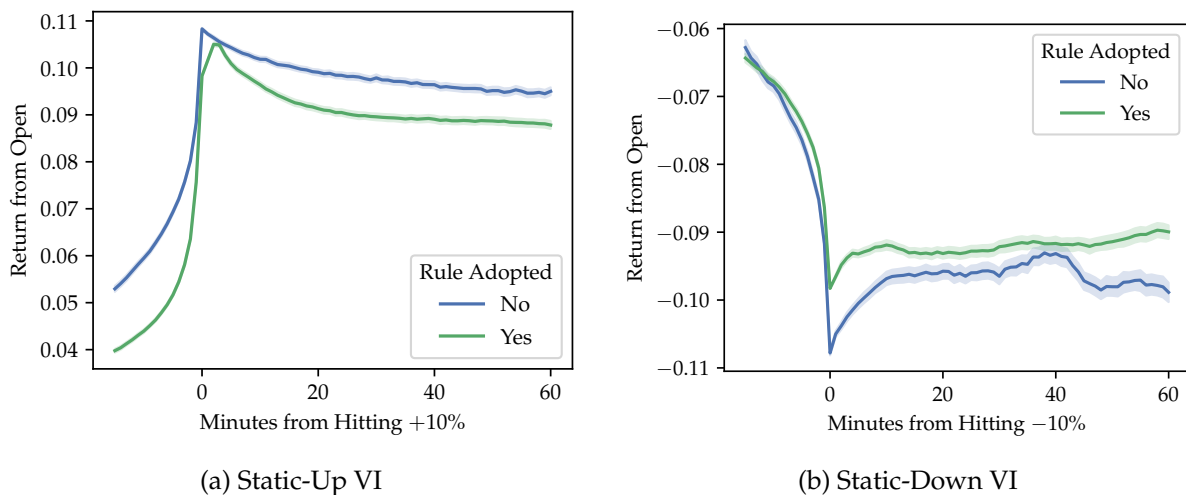 0.11
0.10
0.09
0.08
0.07
0.06
0.05
0.04
Return from Open
Rule Adopted
No
Yes
0
20
40
60
Minutes from Hitting +10%
(a) Static-Up VI
−0.06
−0.07
−0.08
−0.09
−0.10
−0.11
Return from Open
Rule Adopted
No
Yes
0
20
40
60
Minutes from Hitting −10%
(b) Static-Down VI